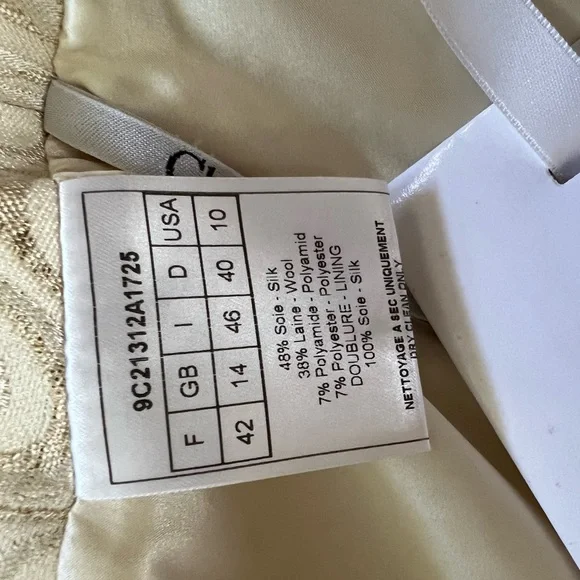 9C21312A1725
F GB I D USA
42 14 46 40 10
48% Soie - Silk
38% Laine - Wool
7% Polyamide - Polyamid
7% Polyester - Polyester
DOUBLURE - LINING
100% Soie - Silk
NETTOYAGE A SEC UNIQUEMENT
DRY CLEAN ONLY